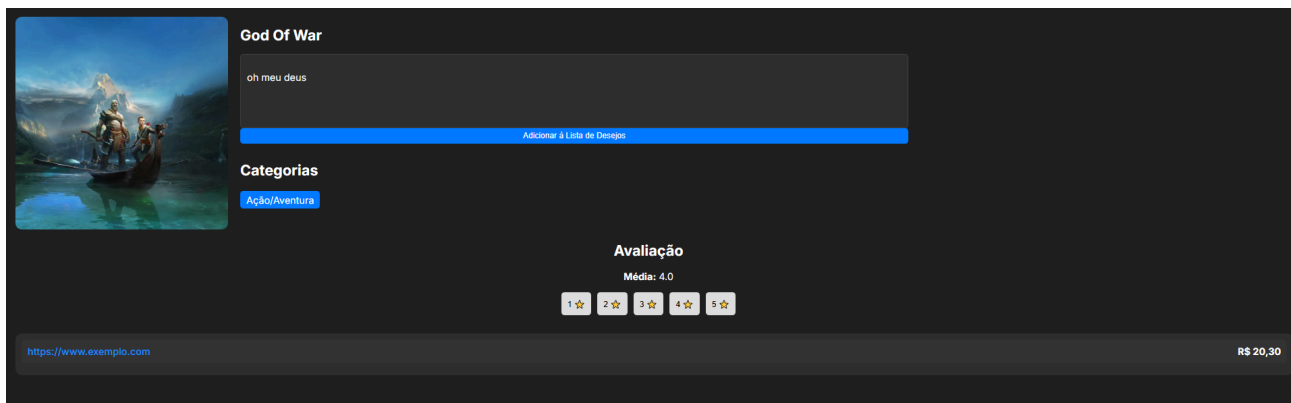 God Of War
oh meu deus
Adicionar á Lista de Desejos
Categorias
Ação/Aventura
Avaliação
Média: 4.0
1 ⭐ 2 ⭐ 3 ⭐ 4 ⭐ 5 ⭐
https://www.exemplo.com R$ 20,30